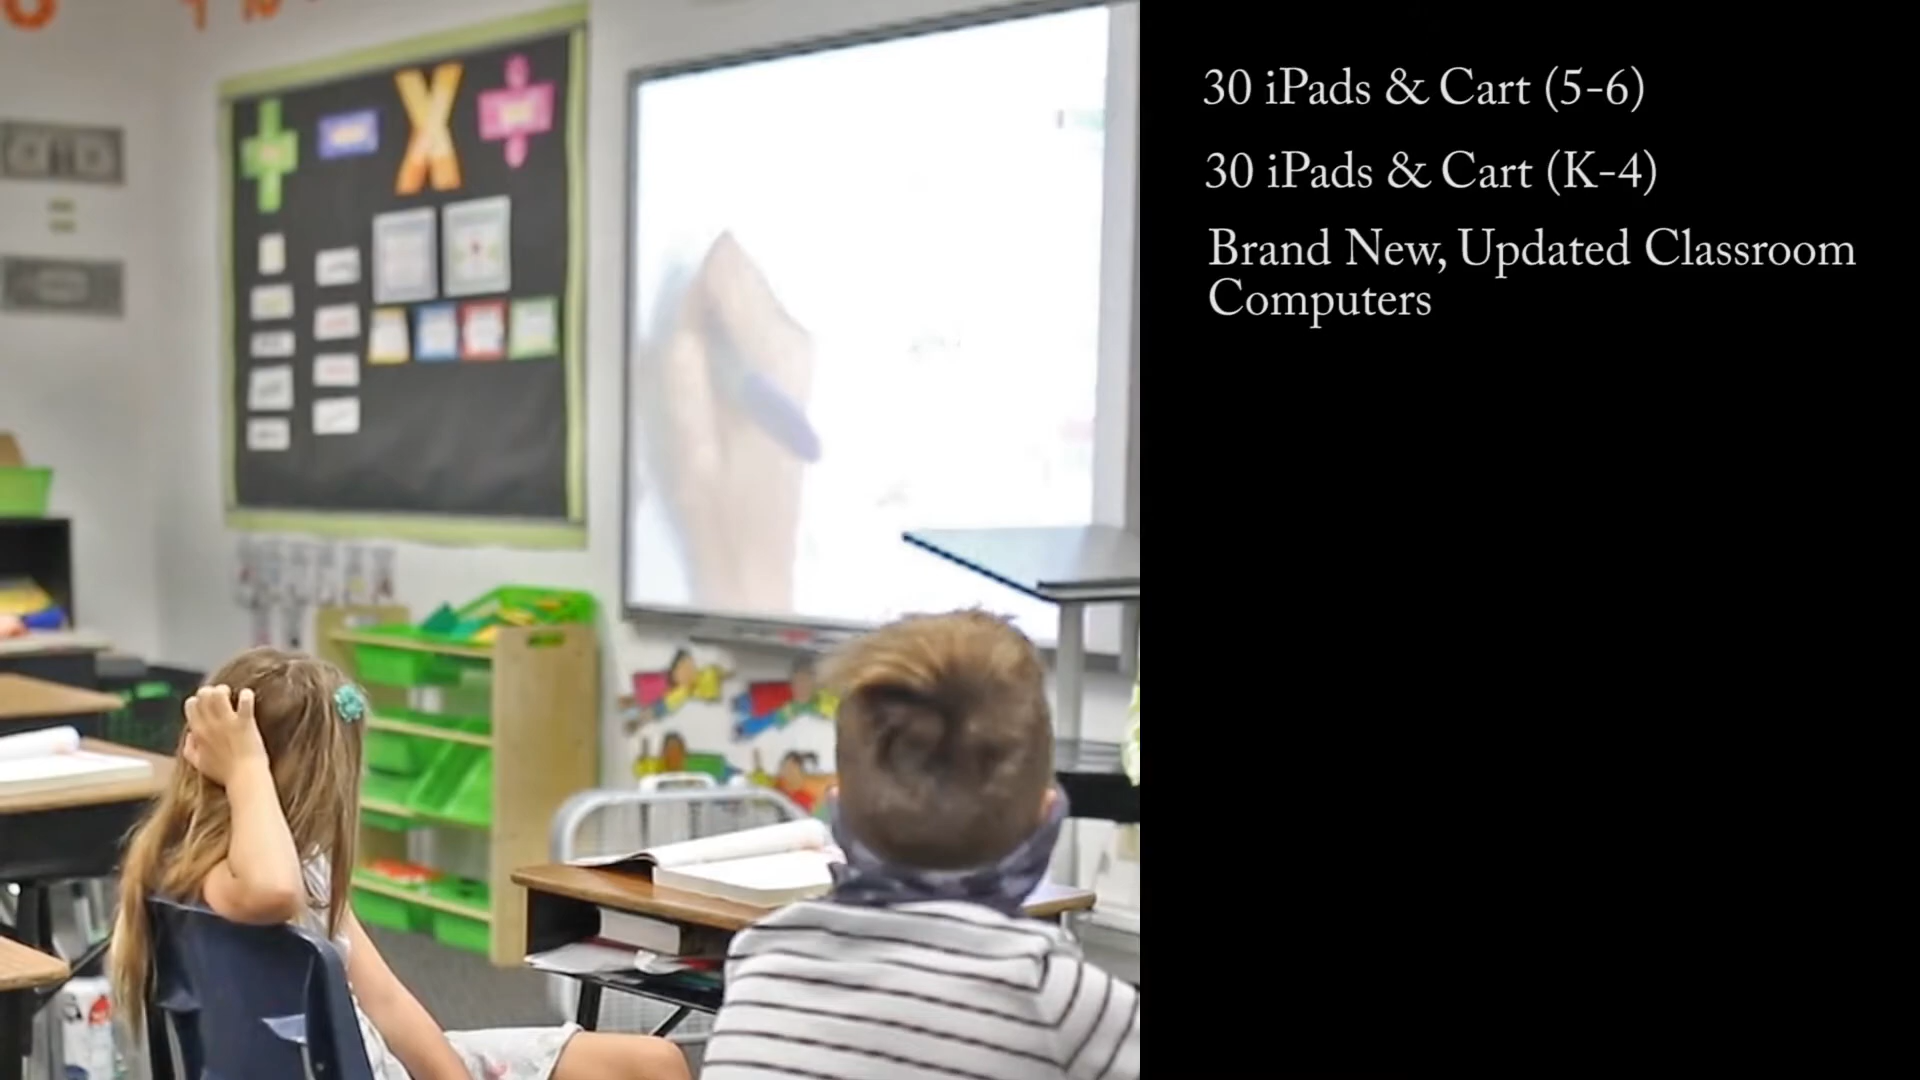 30 iPads & Cart (5-6)
30 iPads & Cart (K-4)
Brand New, Updated Classroom
Computers